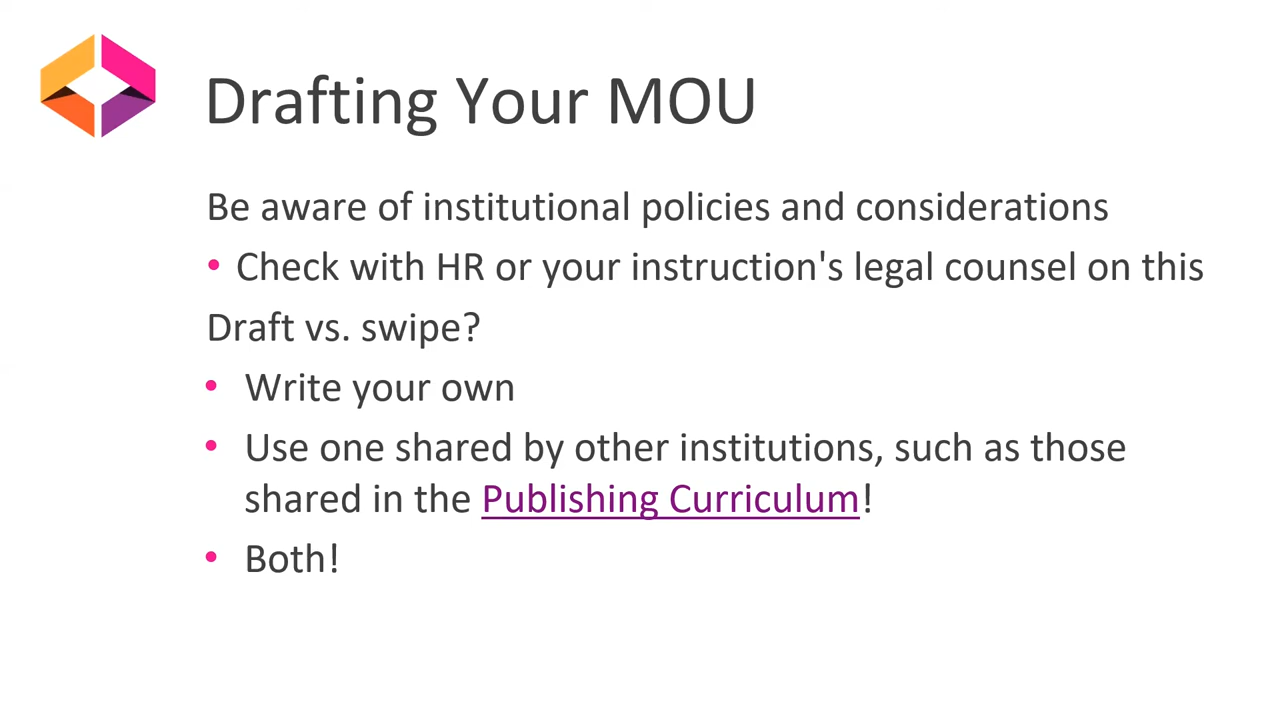 Drafting Your MOU
Be aware of institutional policies and considerations
• Check with HR or your instruction's legal counsel on this
Draft vs. swipe?
• Write your own
• Use one shared by other institutions, such as those
shared in the Publishing Curriculum!
• Both!